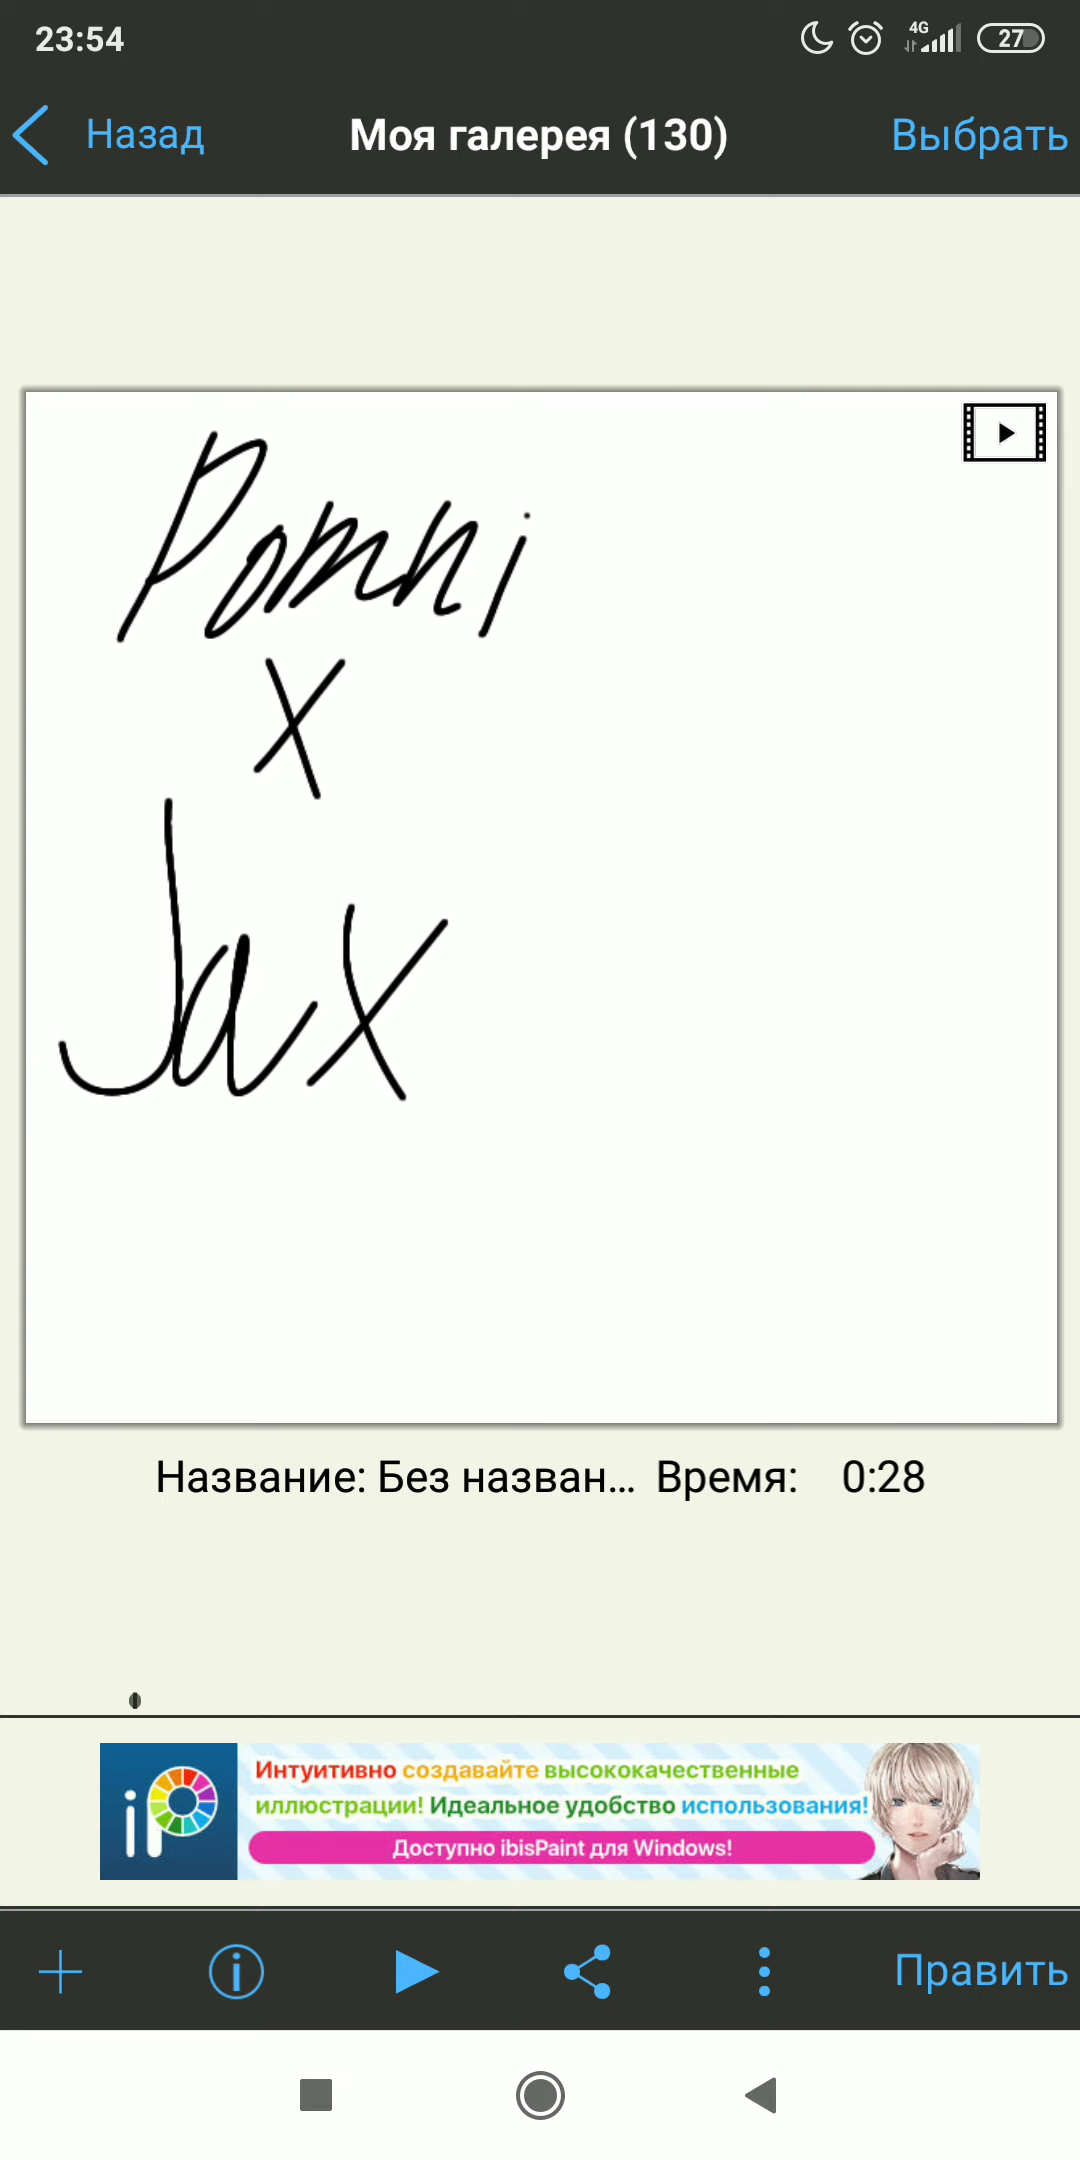 23:54
4G
27
Назад Моя галерея (130) Выбрать
Pomni
X
Jax
Название: Без назван... Время: 0:28
iP
Интуитивно создавайте высококачественные
иллюстрации! Идеальное удобство использования!
Доступно ibisPaint для Windows!
Править